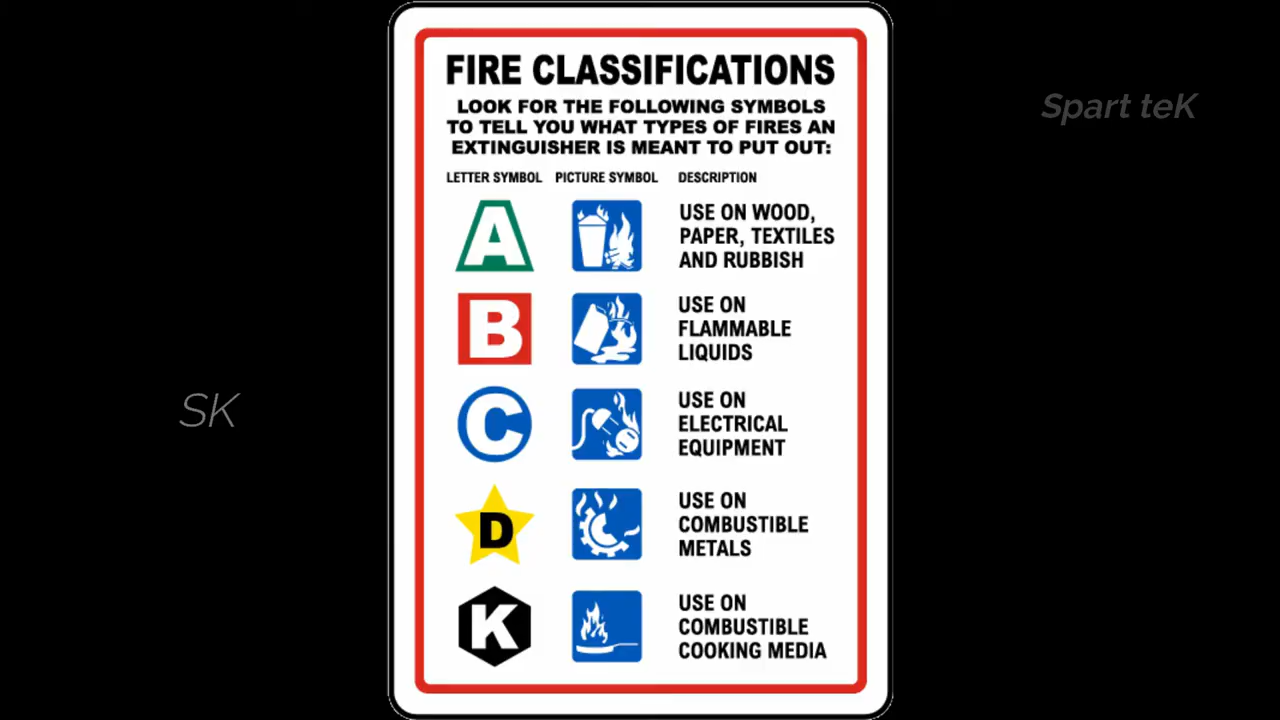 FIRE CLASSIFICATIONS
LOOK FOR THE FOLLOWING SYMBOLS
TO TELL YOU WHAT TYPES OF FIRES AN
EXTINGUISHER IS MEANT TO PUT OUT:
Spart teK
LETTER SYMBOL PICTURE SYMBOL DESCRIPTION
A
USE ON WOOD,
PAPER, TEXTILES
AND RUBBISH
B
USE ON
FLAMMABLE
LIQUIDS
SK
C
USE ON
ELECTRICAL
EQUIPMENT
D
USE ON
COMBUSTIBLE
METALS
K
USE ON
COMBUSTIBLE
COOKING MEDIA